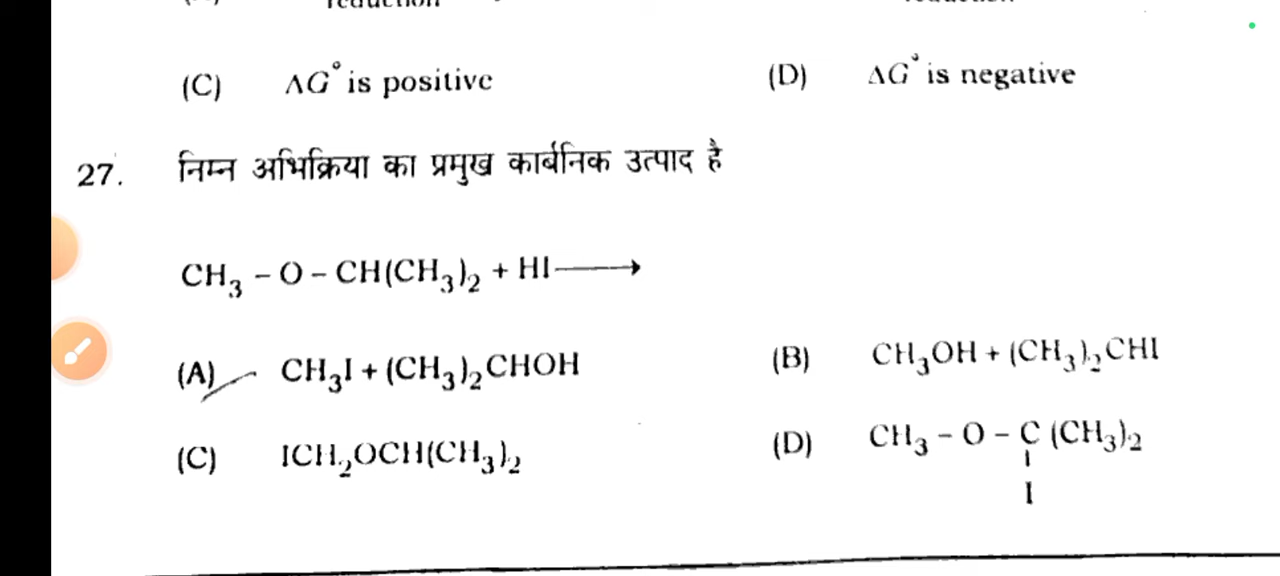 (C) ΔG° is positive (D) ΔG° is negative
27. निम्न अभिक्रिया का प्रमुख कार्बनिक उत्पाद है
CH₃ – O – CH(CH₃)₂ + HI ⟶
(A) CH₃I + (CH₃)₂CHOH (B) CH₃OH + (CH₃)₂CHI
(C) ICH₂OCH(CH₃)₂ (D) CH₃ – O – C (CH₃)₂
I